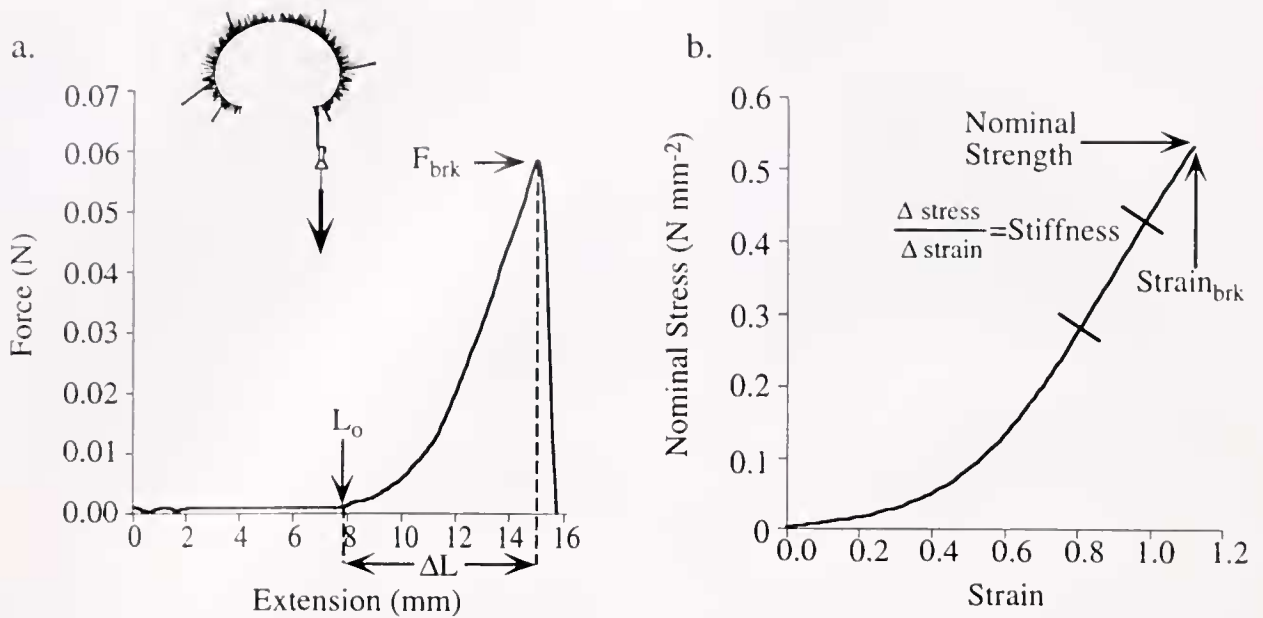 a.
0.07
0.06
0.05
0.04
0.03
0.02
0.01
0.00
Force (N)
F_brk
L_o
0 2 4 6 8 10 12 14 16
ΔL
Extension (mm)
b.
0.6
0.5
0.4
0.3
0.2
0.1
0
Nominal Stress (N mm⁻²)
Nominal
Strength
Δ stress
Δ strain
=Stiffness
Strain_brk
0.0 0.2 0.4 0.6 0.8 1.0 1.2
Strain